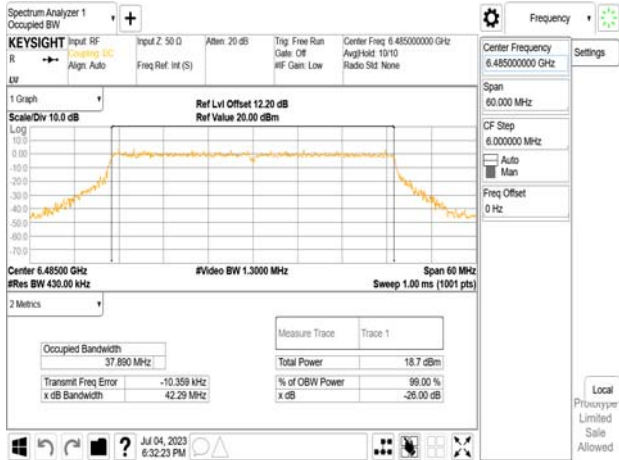 Spectrum Analyzer 1
Occupied BW
+
Frequency
KEYSIGHT
R
LXI
Input: RF
Coupling: DC
Align: Auto
Input Z: 50 Ω
Freq Ref: Int (S)
Atten: 20 dB
Trig: Free Run
Gate: Off
#IF Gain: Low
Center Freq: 6.485000000 GHz
Avg|Hold: 10/10
Radio Std: None
Center Frequency
6.485000000 GHz
Settings
Span
60.000 MHz
CF Step
6.000000 MHz
Auto
Man
Freq Offset
0 Hz
1 Graph
Scale/Div 10.0 dB
Ref Lvl Offset 12.20 dB
Ref Value 20.00 dBm
Log
10.0
0.00
-10.0
-20.0
-30.0
-40.0
-50.0
-60.0
-70.0
Center 6.48500 GHz
#Res BW 430.00 kHz
#Video BW 1.3000 MHz
Span 60 MHz
Sweep 1.00 ms (1001 pts)
2 Metrics
Measure Trace
Trace 1
Occupied Bandwidth
37.890 MHz
Total Power
18.7 dBm
Transmit Freq Error
-10.359 kHz
% of OBW Power
99.00 %
x dB Bandwidth
42.29 MHz
x dB
-26.00 dB
Local
Prototype
Limited
Sale
Allowed
?
Jul 04, 2023
6:32:23 PM